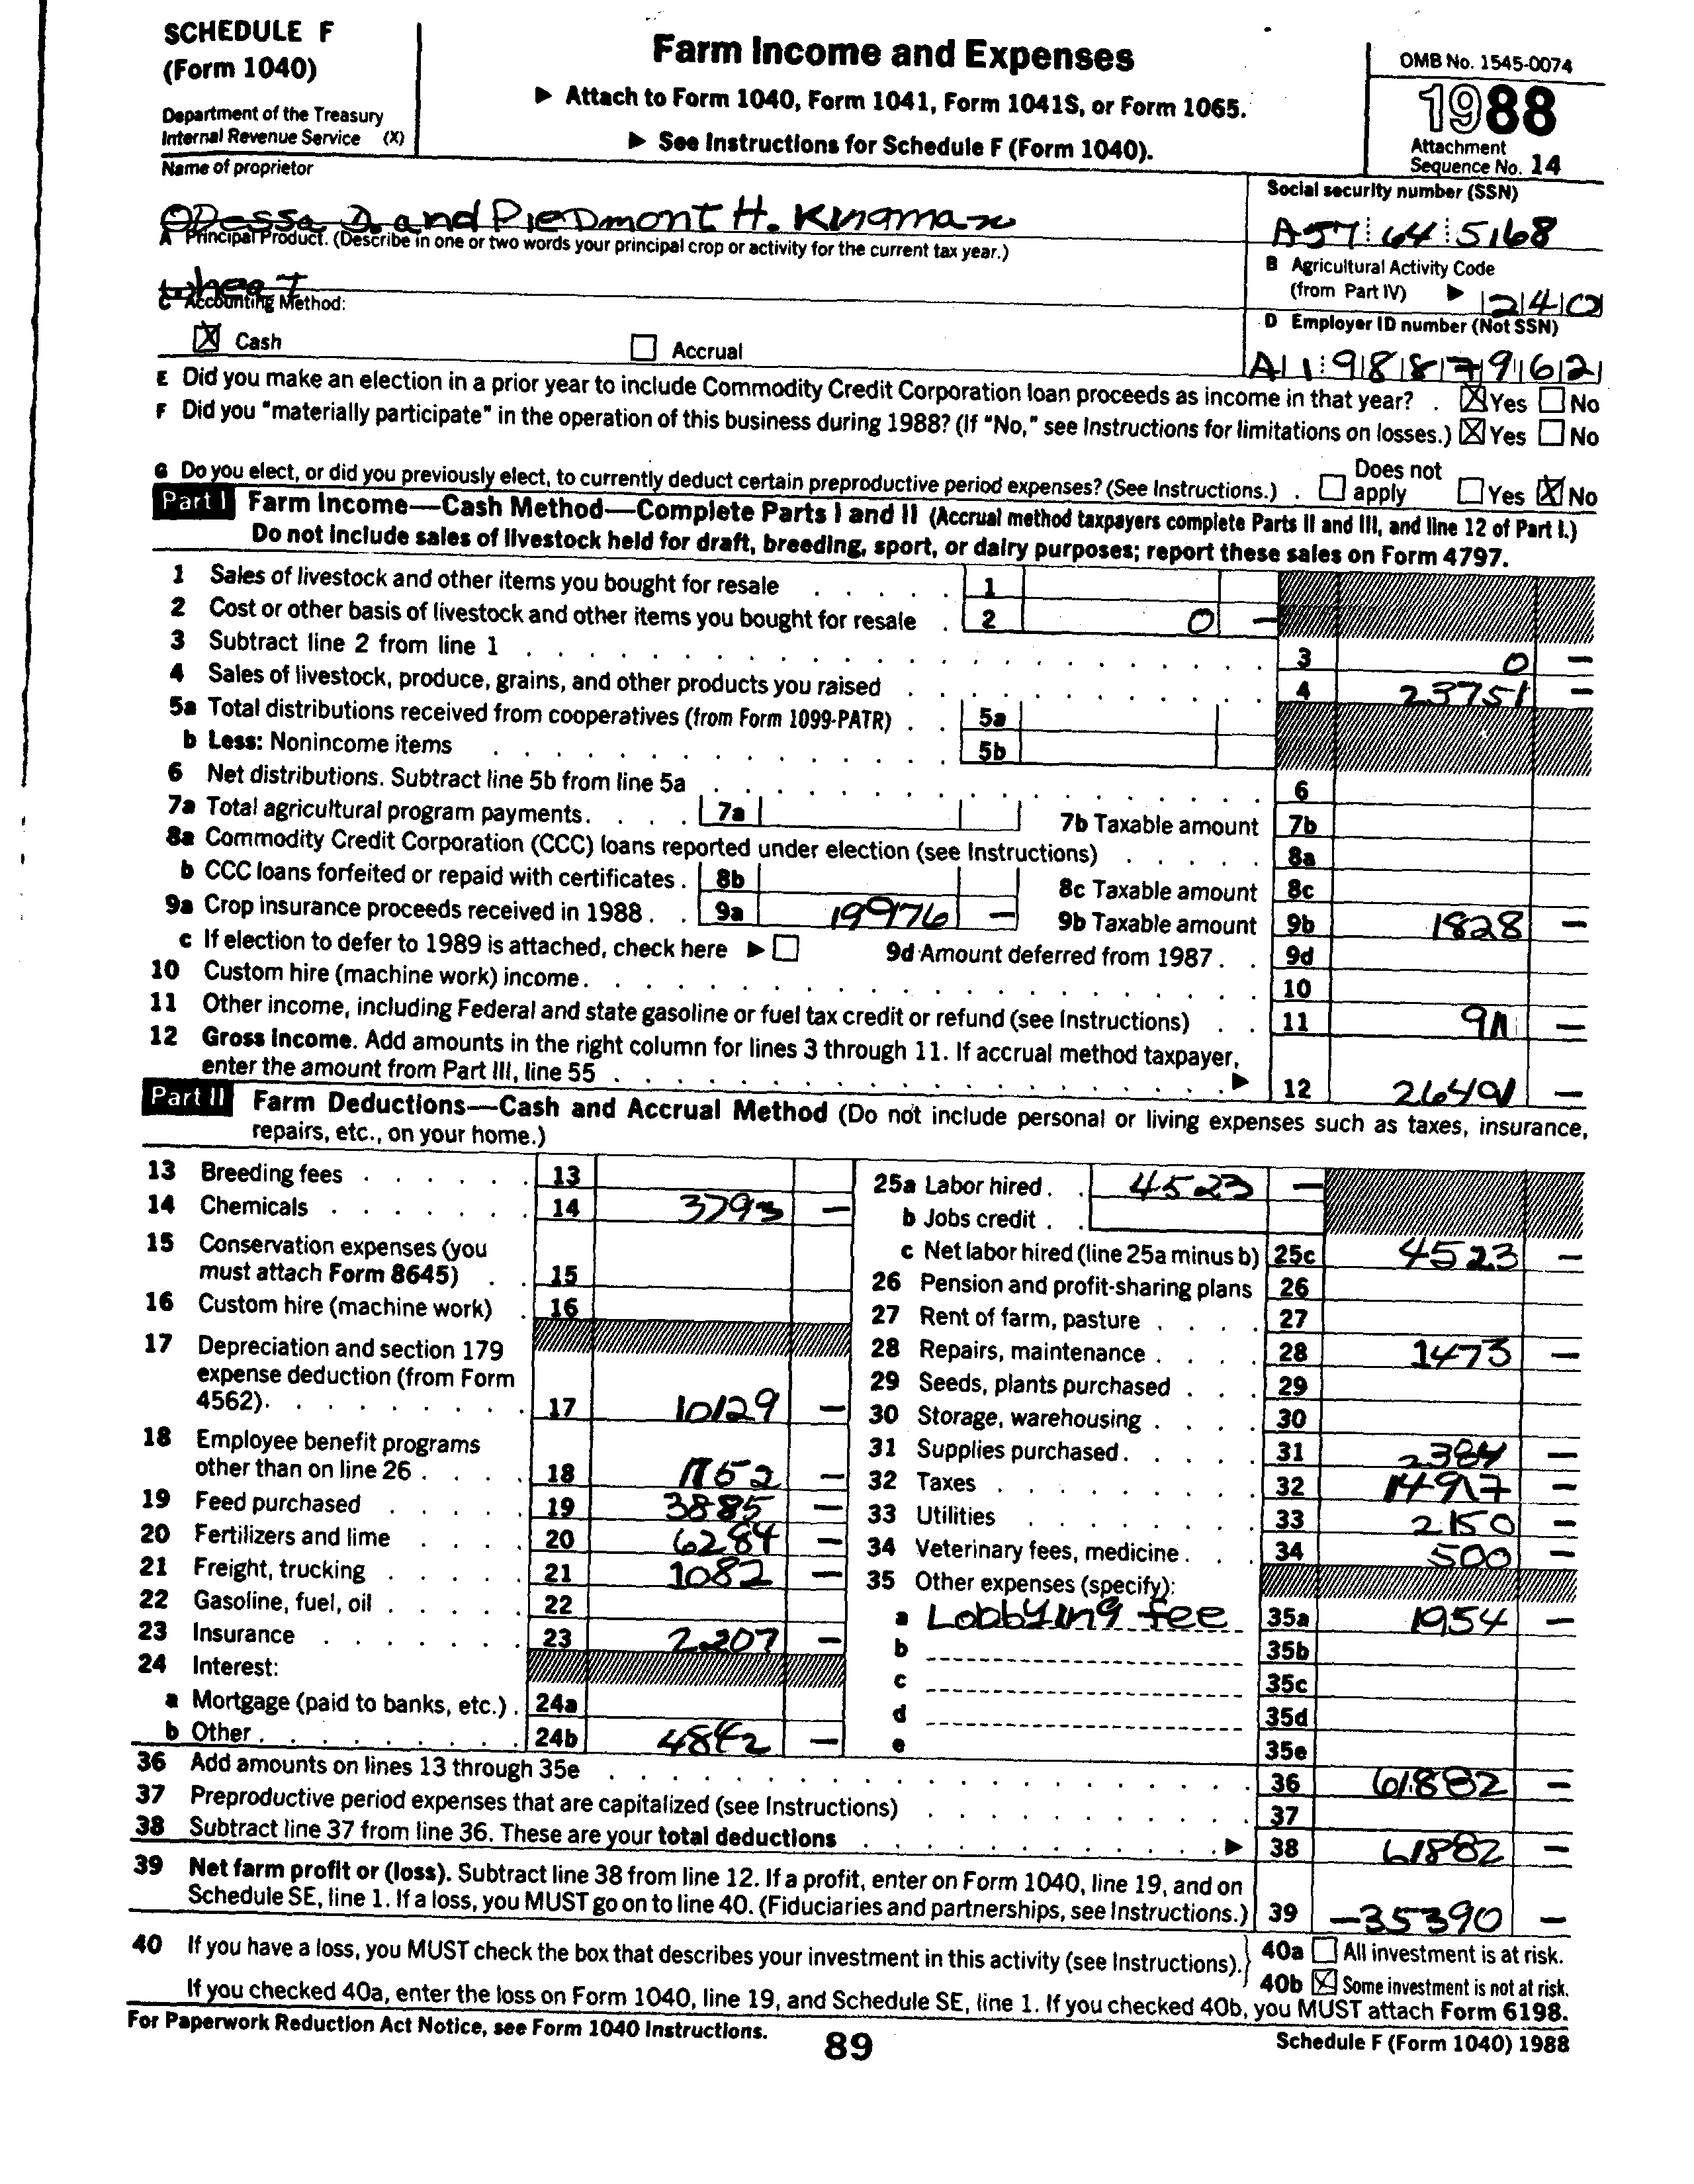 SCHEDULE F
(Form 1040)
Department of the Treasury
Internal Revenue Service (X)
Farm Income and Expenses
▶ Attach to Form 1040, Form 1041, Form 1041S, or Form 1065.
▶ See Instructions for Schedule F (Form 1040).
OMB No. 1545-0074
1988
Attachment
Sequence No. 14
Name of proprietor
Odessa D. and Piedmont H. Kingman
Social security number (SSN)
A57 64 5168
A Principal Product. (Describe in one or two words your principal crop or activity for the current tax year.)
wheat
B Agricultural Activity Code
(from Part IV) ▶ 1240
C Accounting Method:
☒ Cash ☐ Accrual
D Employer ID number (Not SSN)
A1 9887962
E Did you make an election in a prior year to include Commodity Credit Corporation loan proceeds as income in that year? . ☒ Yes ☐ No
F Did you "materially participate" in the operation of this business during 1988? (If "No," see Instructions for limitations on losses.) ☒ Yes ☐ No
G Do you elect, or did you previously elect, to currently deduct certain preproductive period expenses? (See Instructions.) . ☐ Does not apply ☐ Yes ☒ No
Part I Farm Income—Cash Method—Complete Parts I and II (Accrual method taxpayers complete Parts II and III, and line 12 of Part I.)
Do not include sales of livestock held for draft, breeding, sport, or dairy purposes; report these sales on Form 4797.
1 Sales of livestock and other items you bought for resale 1
2 Cost or other basis of livestock and other items you bought for resale 2 0 —
3 Subtract line 2 from line 1 3 0 —
4 Sales of livestock, produce, grains, and other products you raised 4 23751 —
5a Total distributions received from cooperatives (from Form 1099-PATR) 5a
b Less: Nonincome items 5b
6 Net distributions. Subtract line 5b from line 5a 6
7a Total agricultural program payments. 7a 7b Taxable amount 7b
8a Commodity Credit Corporation (CCC) loans reported under election (see Instructions) 8a
b CCC loans forfeited or repaid with certificates. 8b 8c Taxable amount 8c
9a Crop insurance proceeds received in 1988. 9a 19976 — 9b Taxable amount 9b 1828 —
c If election to defer to 1989 is attached, check here ▶ ☐ 9d Amount deferred from 1987. 9d
10 Custom hire (machine work) income. 10
11 Other income, including Federal and state gasoline or fuel tax credit or refund (see Instructions) 11 911 —
12 Gross Income. Add amounts in the right column for lines 3 through 11. If accrual method taxpayer,
enter the amount from Part III, line 55 ▶ 12 26491 —
Part II Farm Deductions—Cash and Accrual Method (Do not include personal or living expenses such as taxes, insurance,
repairs, etc., on your home.)
13 Breeding fees 13
14 Chemicals 14 3793 —
15 Conservation expenses (you
must attach Form 8645) 15
16 Custom hire (machine work) 16
17 Depreciation and section 179
expense deduction (from Form
4562). 17 10129 —
18 Employee benefit programs
other than on line 26 18 1752 —
19 Feed purchased 19 3885 —
20 Fertilizers and lime 20 6284 —
21 Freight, trucking 21 1082 —
22 Gasoline, fuel, oil 22
23 Insurance 23 2207 —
24 Interest:
a Mortgage (paid to banks, etc.) 24a
b Other. 24b 4842 —
25a Labor hired. 4523 —
b Jobs credit
c Net labor hired (line 25a minus b) 25c 4523 —
26 Pension and profit-sharing plans 26
27 Rent of farm, pasture 27
28 Repairs, maintenance 28 1473 —
29 Seeds, plants purchased 29
30 Storage, warehousing 30
31 Supplies purchased. 31 2384 —
32 Taxes 32 14917 —
33 Utilities 33 2150 —
34 Veterinary fees, medicine. 34 500 —
35 Other expenses (specify):
a Lobbying fee 35a 1954 —
b 35b
c 35c
d 35d
e 35e
36 Add amounts on lines 13 through 35e 36 61882 —
37 Preproductive period expenses that are capitalized (see Instructions) 37
38 Subtract line 37 from line 36. These are your total deductions ▶ 38 61882 —
39 Net farm profit or (loss). Subtract line 38 from line 12. If a profit, enter on Form 1040, line 19, and on
Schedule SE, line 1. If a loss, you MUST go on to line 40. (Fiduciaries and partnerships, see Instructions.) 39 -35390 —
40 If you have a loss, you MUST check the box that describes your investment in this activity (see Instructions). 40a ☐ All investment is at risk.
40b ☒ Some investment is not at risk.
If you checked 40a, enter the loss on Form 1040, line 19, and Schedule SE, line 1. If you checked 40b, you MUST attach Form 6198.
For Paperwork Reduction Act Notice, see Form 1040 Instructions.
89
Schedule F (Form 1040) 1988